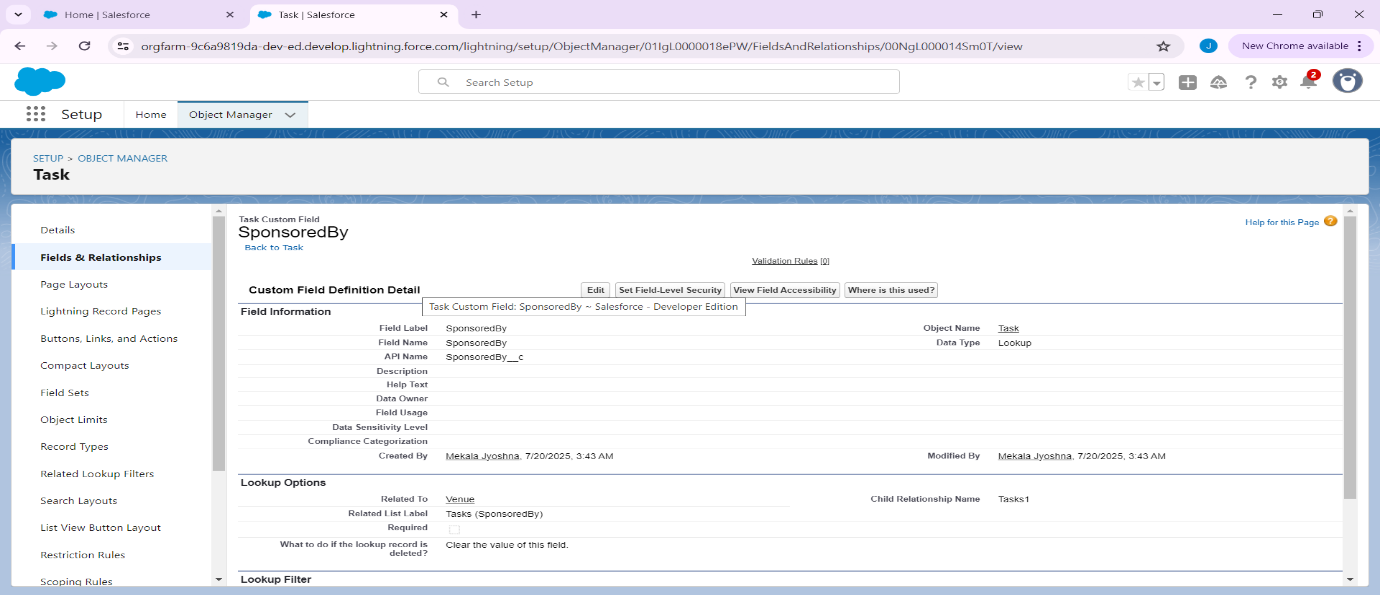 Home | Salesforce
Task | Salesforce
orgfarm-9c6a9819da-dev-ed.develop.lightning.force.com/lightning/setup/ObjectManager/01IgL0000018ePW/FieldsAndRelationships/00NgL000014Sm0T/view
J
New Chrome available
Search Setup
2
Setup
Home
Object Manager
SETUP > OBJECT MANAGER
Task
Details
Fields & Relationships
Page Layouts
Lightning Record Pages
Buttons, Links, and Actions
Compact Layouts
Field Sets
Object Limits
Record Types
Related Lookup Filters
Search Layouts
List View Button Layout
Restriction Rules
Scoping Rules
Task Custom Field
SponsoredBy
Back to Task
Help for this Page
Validation Rules [0]
Custom Field Definition Detail
Edit
Set Field-Level Security
View Field Accessibility
Where is this used?
Task Custom Field: SponsoredBy ~ Salesforce - Developer Edition
Field Information
Field Label SponsoredBy Object Name Task
Field Name SponsoredBy Data Type Lookup
API Name SponsoredBy__c
Description
Help Text
Data Owner
Field Usage
Data Sensitivity Level
Compliance Categorization
Created By Mekala Jyoshna, 7/20/2025, 3:43 AM Modified By Mekala Jyoshna, 7/20/2025, 3:43 AM
Lookup Options
Related To Venue Child Relationship Name Tasks1
Related List Label Tasks (SponsoredBy)
Required
What to do if the lookup record is deleted? Clear the value of this field.
Lookup Filter